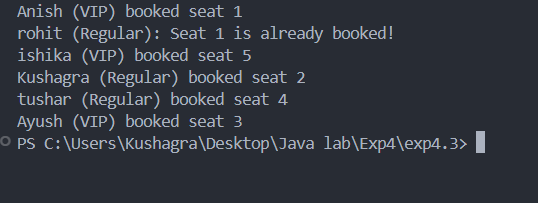 Anish (VIP) booked seat 1
rohit (Regular): Seat 1 is already booked!
ishika (VIP) booked seat 5
Kushagra (Regular) booked seat 2
tushar (Regular) booked seat 4
Ayush (VIP) booked seat 3
PS C:\Users\Kushagra\Desktop\Java lab\Exp4\exp4.3>